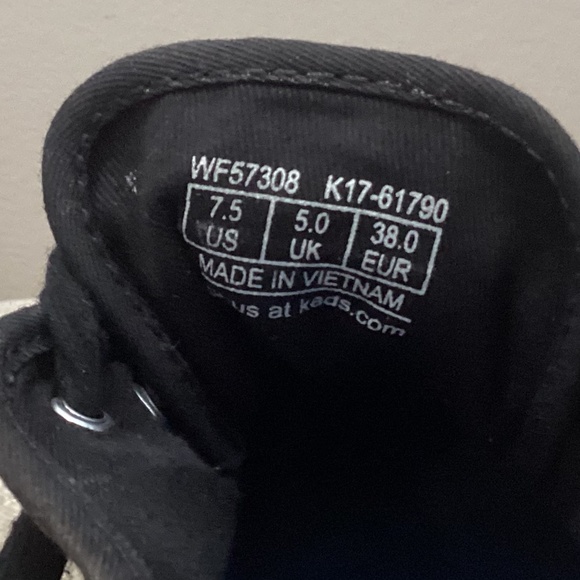 WF57308 K17-61790
7.5 5.0 38.0
US UK EUR
MADE IN VIETNAM
us at keds.com